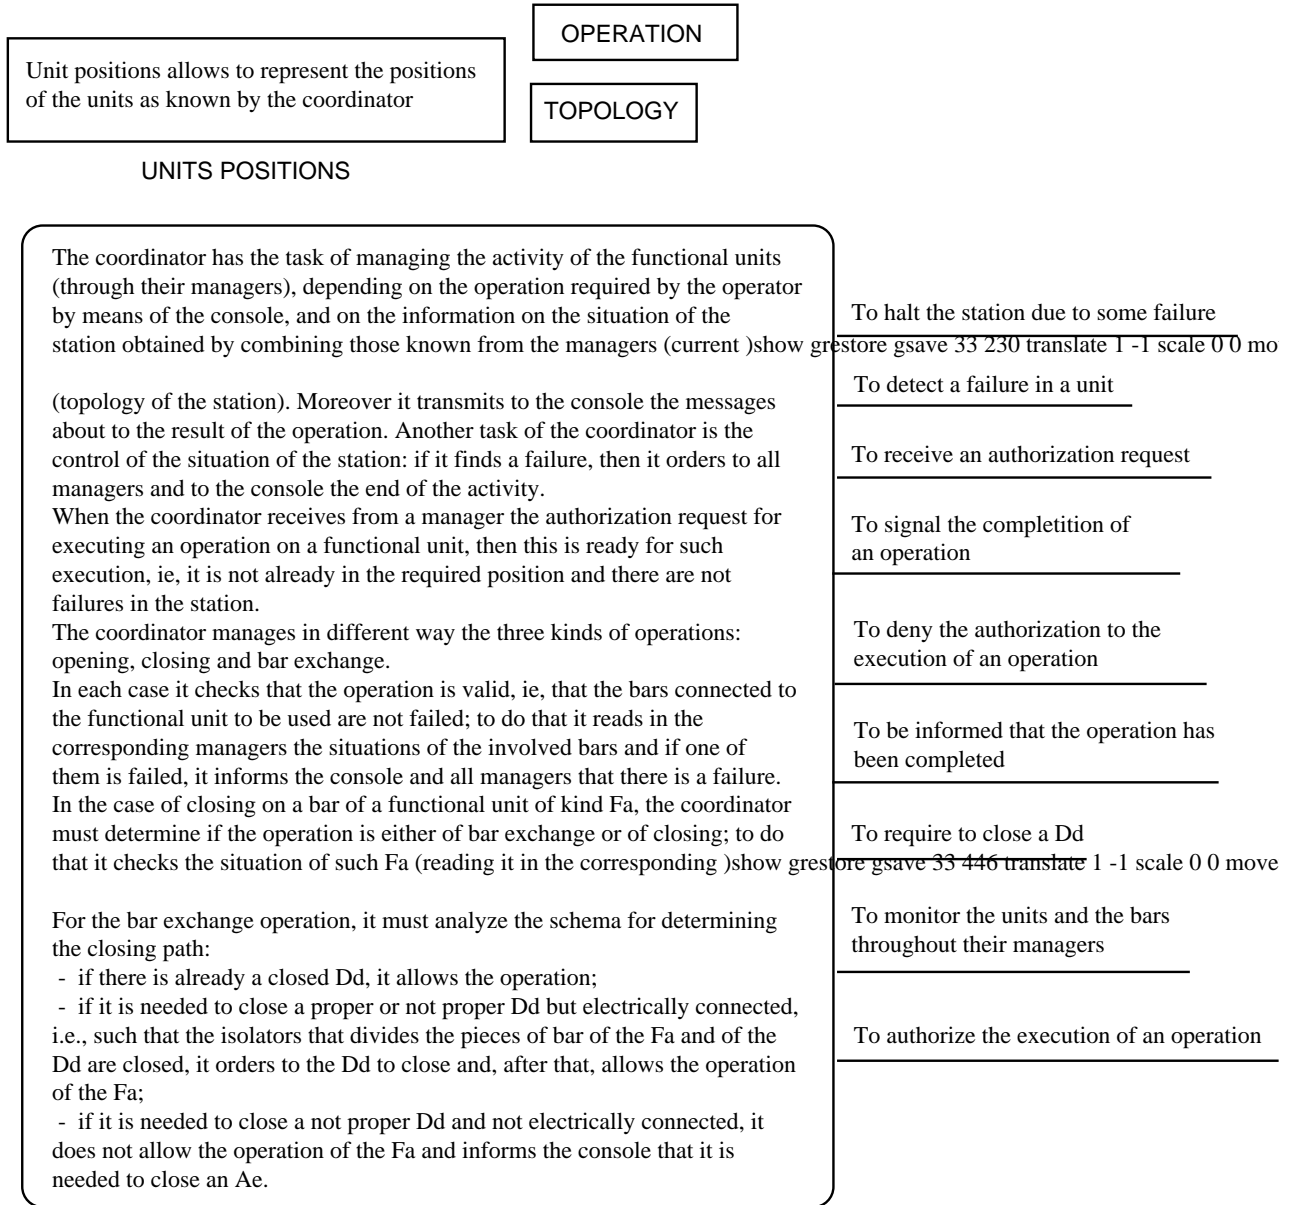 OPERATION
Unit positions allows to represent the positions
of the units as known by the coordinator
TOPOLOGY
UNITS POSITIONS
The coordinator has the task of managing the activity of the functional units
(through their managers), depending on the operation required by the operator
by means of the console, and on the information on the situation of the
station obtained by combining those known from the managers (current )show grestore gsave 33 230 translate 1 -1 scale 0 0 mo
(topology of the station). Moreover it transmits to the console the messages
about to the result of the operation. Another task of the coordinator is the
control of the situation of the station: if it finds a failure, then it orders to all
managers and to the console the end of the activity.
When the coordinator receives from a manager the authorization request for
executing an operation on a functional unit, then this is ready for such
execution, ie, it is not already in the required position and there are not
failures in the station.
The coordinator manages in different way the three kinds of operations:
opening, closing and bar exchange.
In each case it checks that the operation is valid, ie, that the bars connected to
the functional unit to be used are not failed; to do that it reads in the
corresponding managers the situations of the involved bars and if one of
them is failed, it informs the console and all managers that there is a failure.
In the case of closing on a bar of a functional unit of kind Fa, the coordinator
must determine if the operation is either of bar exchange or of closing; to do
that it checks the situation of such Fa (reading it in the corresponding )show grestore gsave 33 446 translate 1 -1 scale 0 0 move
For the bar exchange operation, it must analyze the schema for determining
the closing path:
- if there is already a closed Dd, it allows the operation;
- if it is needed to close a proper or not proper Dd but electrically connected,
i.e., such that the isolators that divides the pieces of bar of the Fa and of the
Dd are closed, it orders to the Dd to close and, after that, allows the operation
of the Fa;
- if it is needed to close a not proper Dd and not electrically connected, it
does not allow the operation of the Fa and informs the console that it is
needed to close an Ae.
To halt the station due to some failure
To detect a failure in a unit
To receive an authorization request
To signal the completition of
an operation
To deny the authorization to the
execution of an operation
To be informed that the operation has
been completed
To require to close a Dd
To monitor the units and the bars
throughout their managers
To authorize the execution of an operation